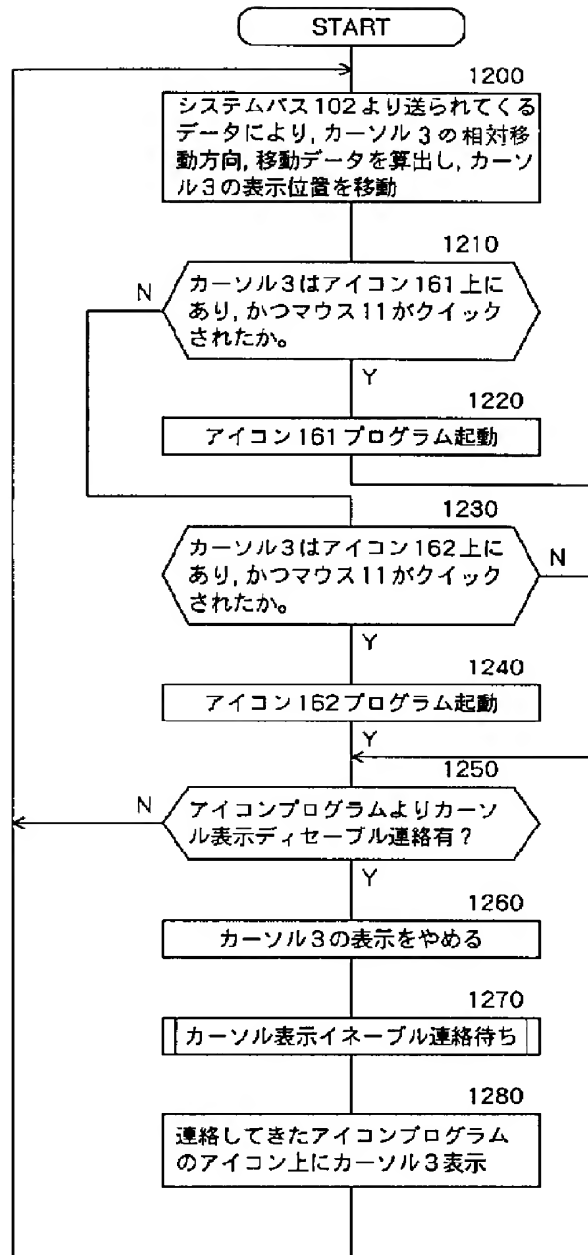 START
1200
システムバス102より送られてくる
データにより,カーソル3の相対移
動方向,移動データを算出し,カーソ
ル3の表示位置を移動
1210
N
カーソル3はアイコン161上に
あり,かつマウス11がクイック
されたか。
Y
1220
アイコン161プログラム起動
1230
カーソル3はアイコン162上に
あり,かつマウス11がクイック
されたか。
N
Y
1240
アイコン162プログラム起動
Y
1250
N
アイコンプログラムよりカーソ
ル表示ディセーブル連絡有?
Y
1260
カーソル3の表示をやめる
1270
カーソル表示イネーブル連絡待ち
1280
連絡してきたアイコンプログラム
のアイコン上にカーソル3表示